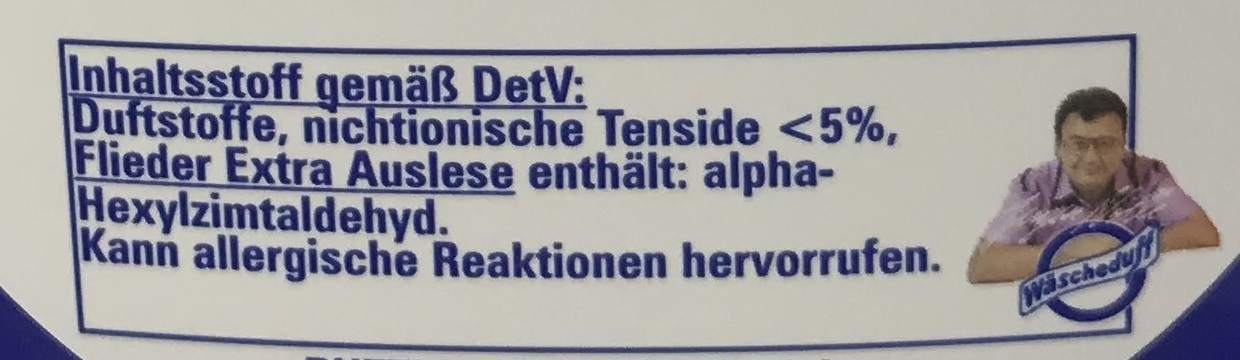 Inhaltsstoff gemäß DetV:
Duftstoffe, nichtionische Tenside <5%,
Flieder Extra Auslese enthält: alpha-
Hexylzimtaldehyd.
Kann allergische Reaktionen hervorrufen.
Wäscheduft